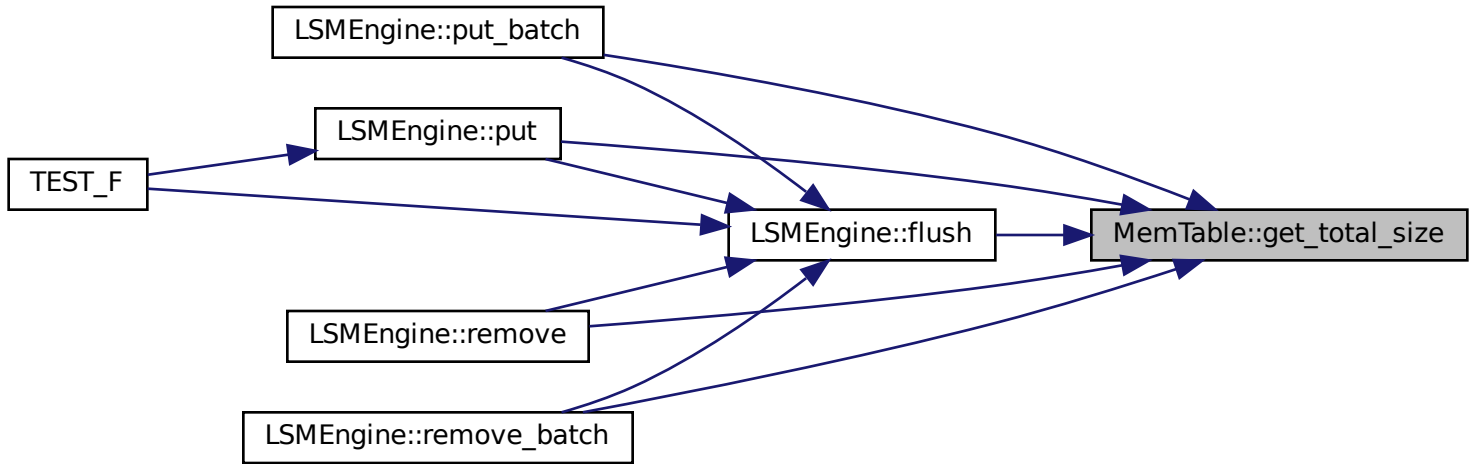 LSMEngine::put_batch
LSMEngine::put
TEST_F
LSMEngine::flush
MemTable::get_total_size
LSMEngine::remove
LSMEngine::remove_batch